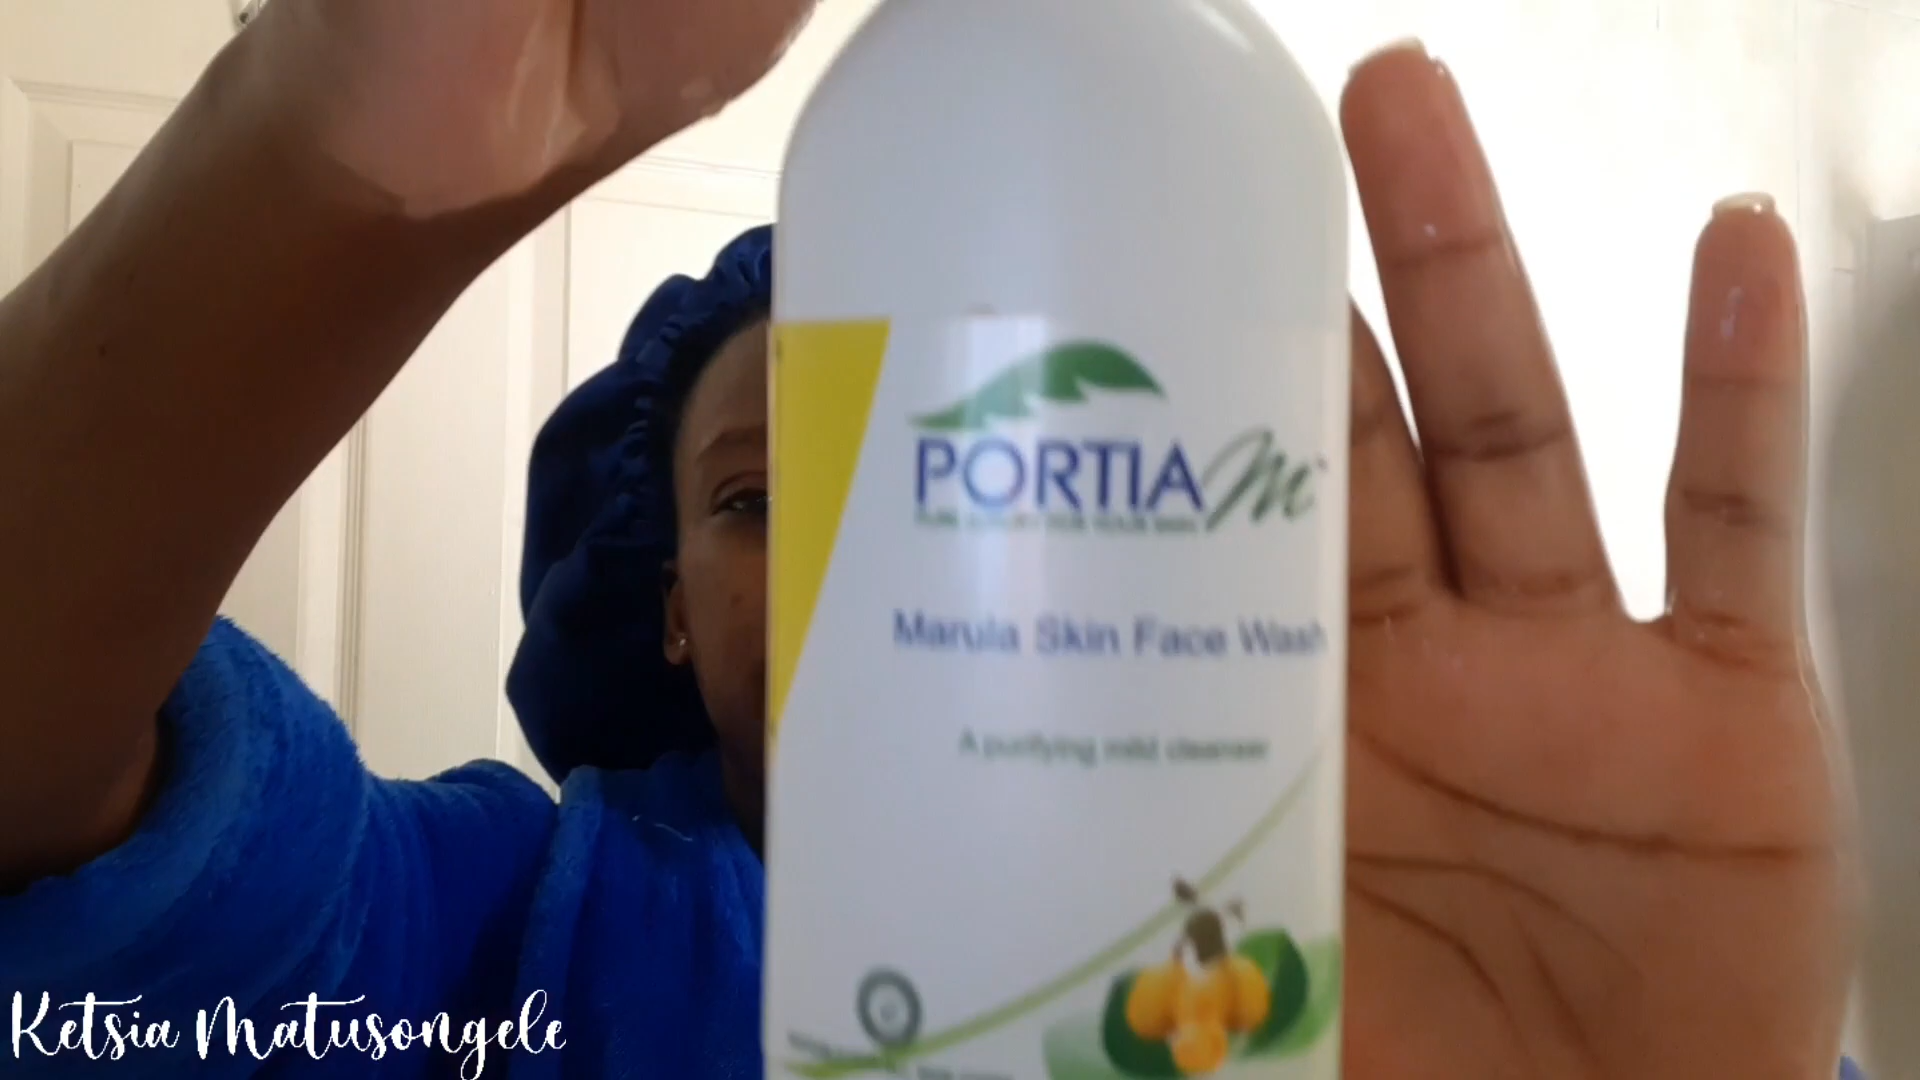 PORTIA M
Marula Skin Face Wash
A purifying mild cleanser
Ketsia Matusongele